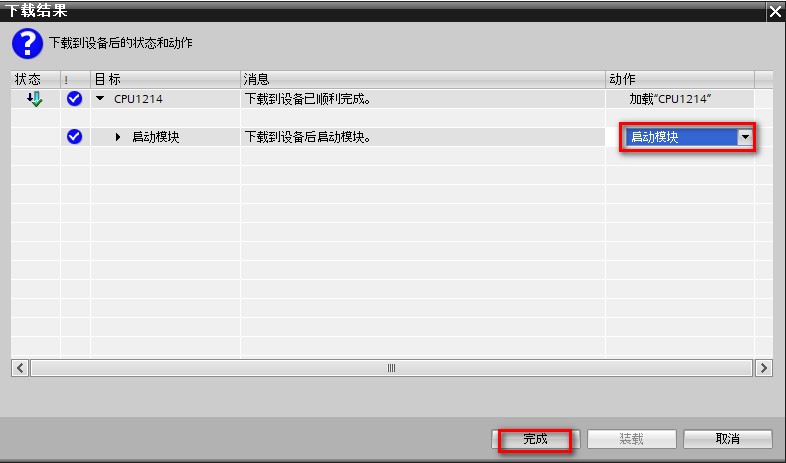 下载结果
下载到设备后的状态和动作
状态 ! 目标 消息 动作
CPU1214 下载到设备已顺利完成。 加载“CPU1214”
启动模块 下载到设备后启动模块。 启动模块
完成 装载 取消